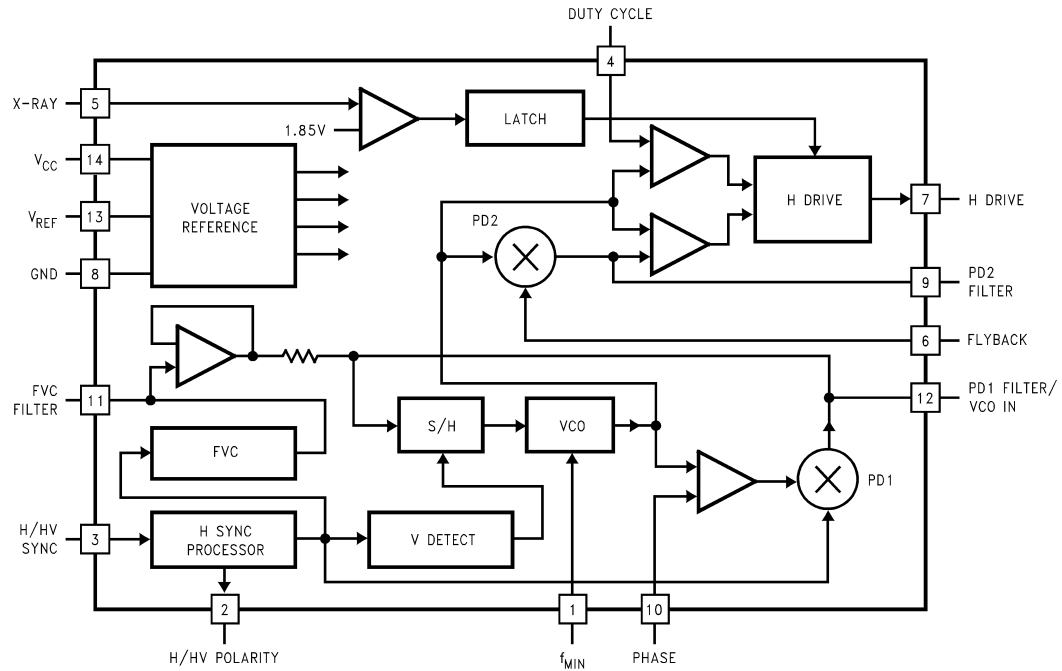 DUTY CYCLE
4
X-RAY
5
1.85V
LATCH
VCC
14
VREF
13
VOLTAGE
REFERENCE
GND
8
PD2
H DRIVE
7
H DRIVE
9
PD2
FILTER
6
FLYBACK
FVC
FILTER
11
12
PD1 FILTER/
VCO IN
S/H
VCO
FVC
PD1
H/HV
SYNC
3
H SYNC
PROCESSOR
V DETECT
2
1
10
H/HV POLARITY
fMIN
PHASE